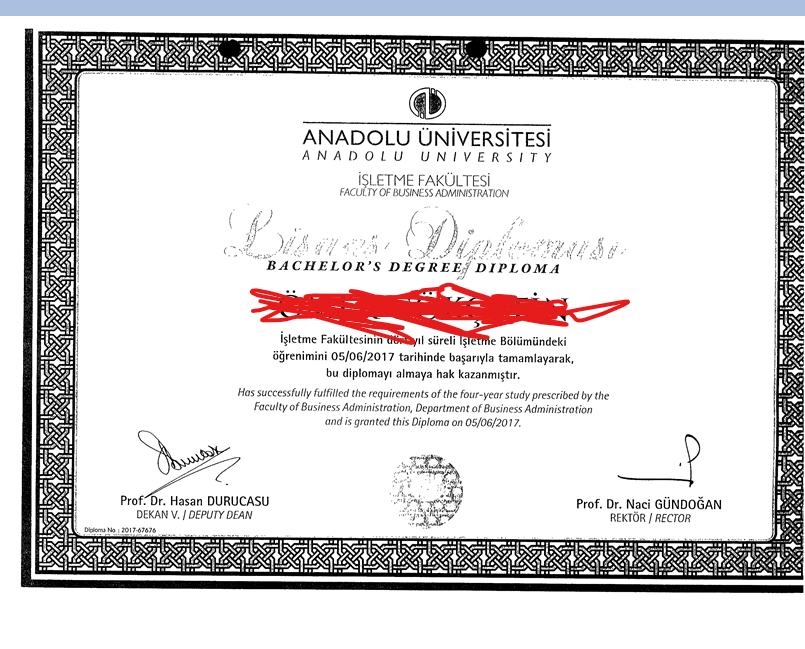 ANADOLU ÜNİVERSİTESİ
ANADOLU UNIVERSITY
İŞLETME FAKÜLTESİ
FACULTY OF BUSINESS ADMINISTRATION
Lisans Diploması
BACHELOR'S DEGREE DIPLOMA
İşletme Fakültesinin dört yıl süreli İşletme Bölümündeki
öğrenimini 05/06/2017 tarihinde başarıyla tamamlayarak,
bu diplomayı almaya hak kazanmıştır.
Has successfully fulfilled the requirements of the four-year study prescribed by the
Faculty of Business Administration, Department of Business Administration
and is granted this Diploma on 05/06/2017.
Prof. Dr. Hasan DURUCASU
DEKAN V. / DEPUTY DEAN
Prof. Dr. Naci GÜNDOĞAN
REKTÖR / RECTOR
Diploma No : 2017-67676